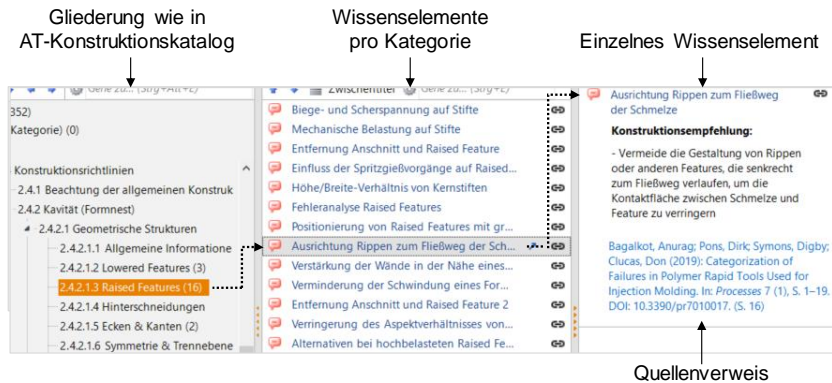 Gliederung wie in
AT-Konstruktionskatalog
Wissenselemente
pro Kategorie
Einzelnes Wissenselement
Gehe zu... (Strg+Alt+E)
352)
Kategorie) (0)
Konstruktionsrichtlinien
2.4.1 Beachtung der allgemeinen Konstruk
2.4.2 Kavität (Formnest)
2.4.2.1 Geometrische Strukturen
2.4.2.1.1 Allgemeine Informatione
2.4.2.1.2 Lowered Features (3)
2.4.2.1.3 Raised Features (16)
2.4.2.1.4 Hinterschneidungen
2.4.2.1.5 Ecken & Kanten (2)
2.4.2.1.6 Symmetrie & Trennebene
Zwischentitel Gehe zu... (Strg+E)
Biege- und Scherspannung auf Stifte
Mechanische Belastung auf Stifte
Entfernung Anschnitt und Raised Feature
Einfluss der Spritzgießvorgänge auf Raised...
Höhe/Breite-Verhältnis von Kernstiften
Fehleranalyse Raised Features
Positionierung von Raised Features mit gr...
Ausrichtung Rippen zum Fließweg der Sch...
Verstärkung der Wände in der Nähe eines...
Verminderung der Schwindung eines For...
Entfernung Anschnitt und Raised Feature 2
Verringerung des Aspektverhältnisses von...
Alternativen bei hochbelasteten Raised Fe...
Ausrichtung Rippen zum Fließweg
der Schmelze
Konstruktionsempfehlung:
- Vermeide die Gestaltung von Rippen
oder anderen Features, die senkrecht
zum Fließweg verlaufen, um die
Kontaktfläche zwischen Schmelze und
Feature zu verringern
Bagalkot, Anurag; Pons, Dirk; Symons, Digby;
Clucas, Don (2019): Categorization of
Failures in Polymer Rapid Tools Used for
Injection Molding. In: Processes 7 (1), S. 1–19.
DOI: 10.3390/pr7010017. (S. 16)
Quellenverweis